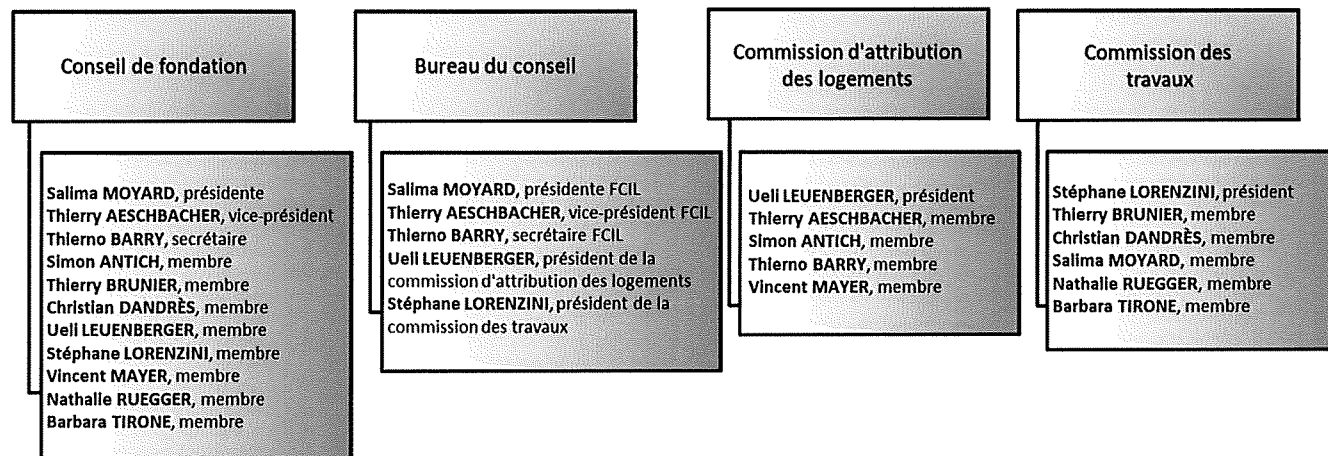 Conseil de fondation
Salima MOYARD, présidente
Thierry AESCHBACHER, vice-président
Thierno BARRY, secrétaire
Simon ANTICH, membre
Thierry BRUNIER, membre
Christian DANDRÈS, membre
Ueli LEUENBERGER, membre
Stéphane LORENZINI, membre
Vincent MAYER, membre
Nathalie RUEGGER, membre
Barbara TIRONE, membre
Bureau du conseil
Salima MOYARD, présidente FCIL
Thierry AESCHBACHER, vice-président FCIL
Thierno BARRY, secrétaire FCIL
Ueli LEUENBERGER, président de la
commission d'attribution des logements
Stéphane LORENZINI, président de la
commission des travaux
Commission d'attribution
des logements
Ueli LEUENBERGER, président
Thierry AESCHBACHER, membre
Simon ANTICH, membre
Thierno BARRY, membre
Vincent MAYER, membre
Commission des
travaux
Stéphane LORENZINI, président
Thierry BRUNIER, membre
Christian DANDRÈS, membre
Salima MOYARD, membre
Nathalie RUEGGER, membre
Barbara TIRONE, membre